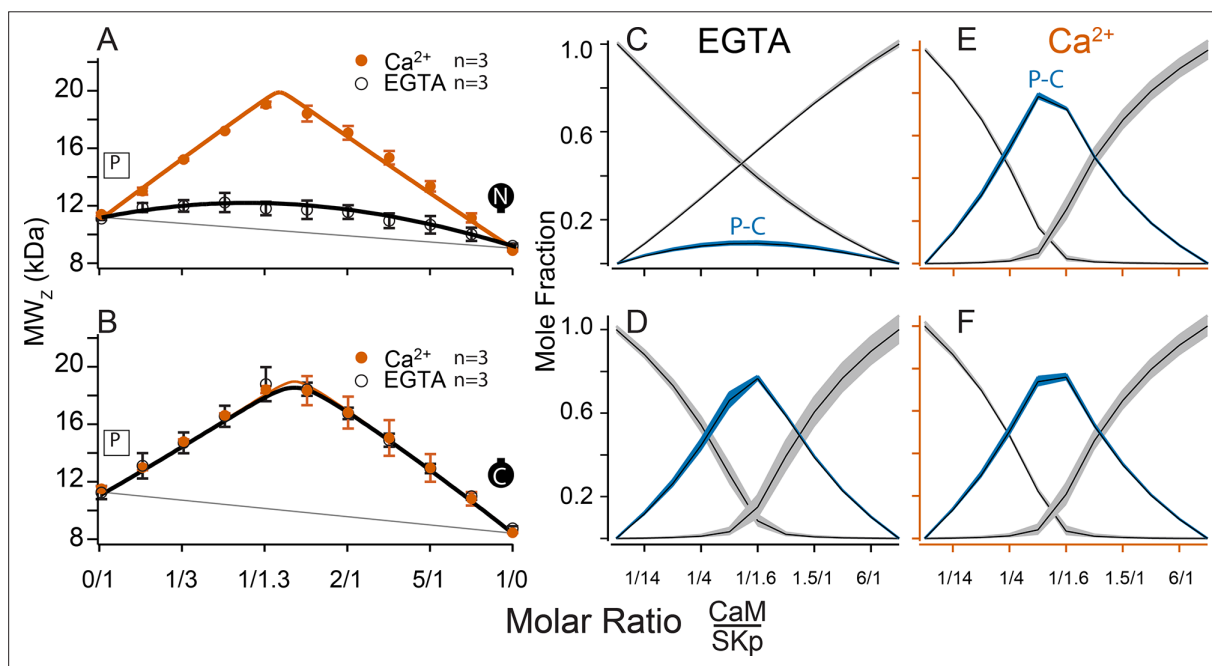 A
Ca²⁺ n=3
EGTA n=3
20
16
12
8
P
N
MW_Z (kDa)
B
Ca²⁺ n=3
EGTA n=3
20
16
12
8
P
C
0/1 1/3 1/1.3 2/1 5/1 1/0
C EGTA
1.0
0.6
0.2
P-C
Mole Fraction
E Ca²⁺
P-C
D
1.0
0.6
0.2
1/14 1/4 1/1.6 1.5/1 6/1
F
1/14 1/4 1/1.6 1.5/1 6/1
Molar Ratio CaM
SKp